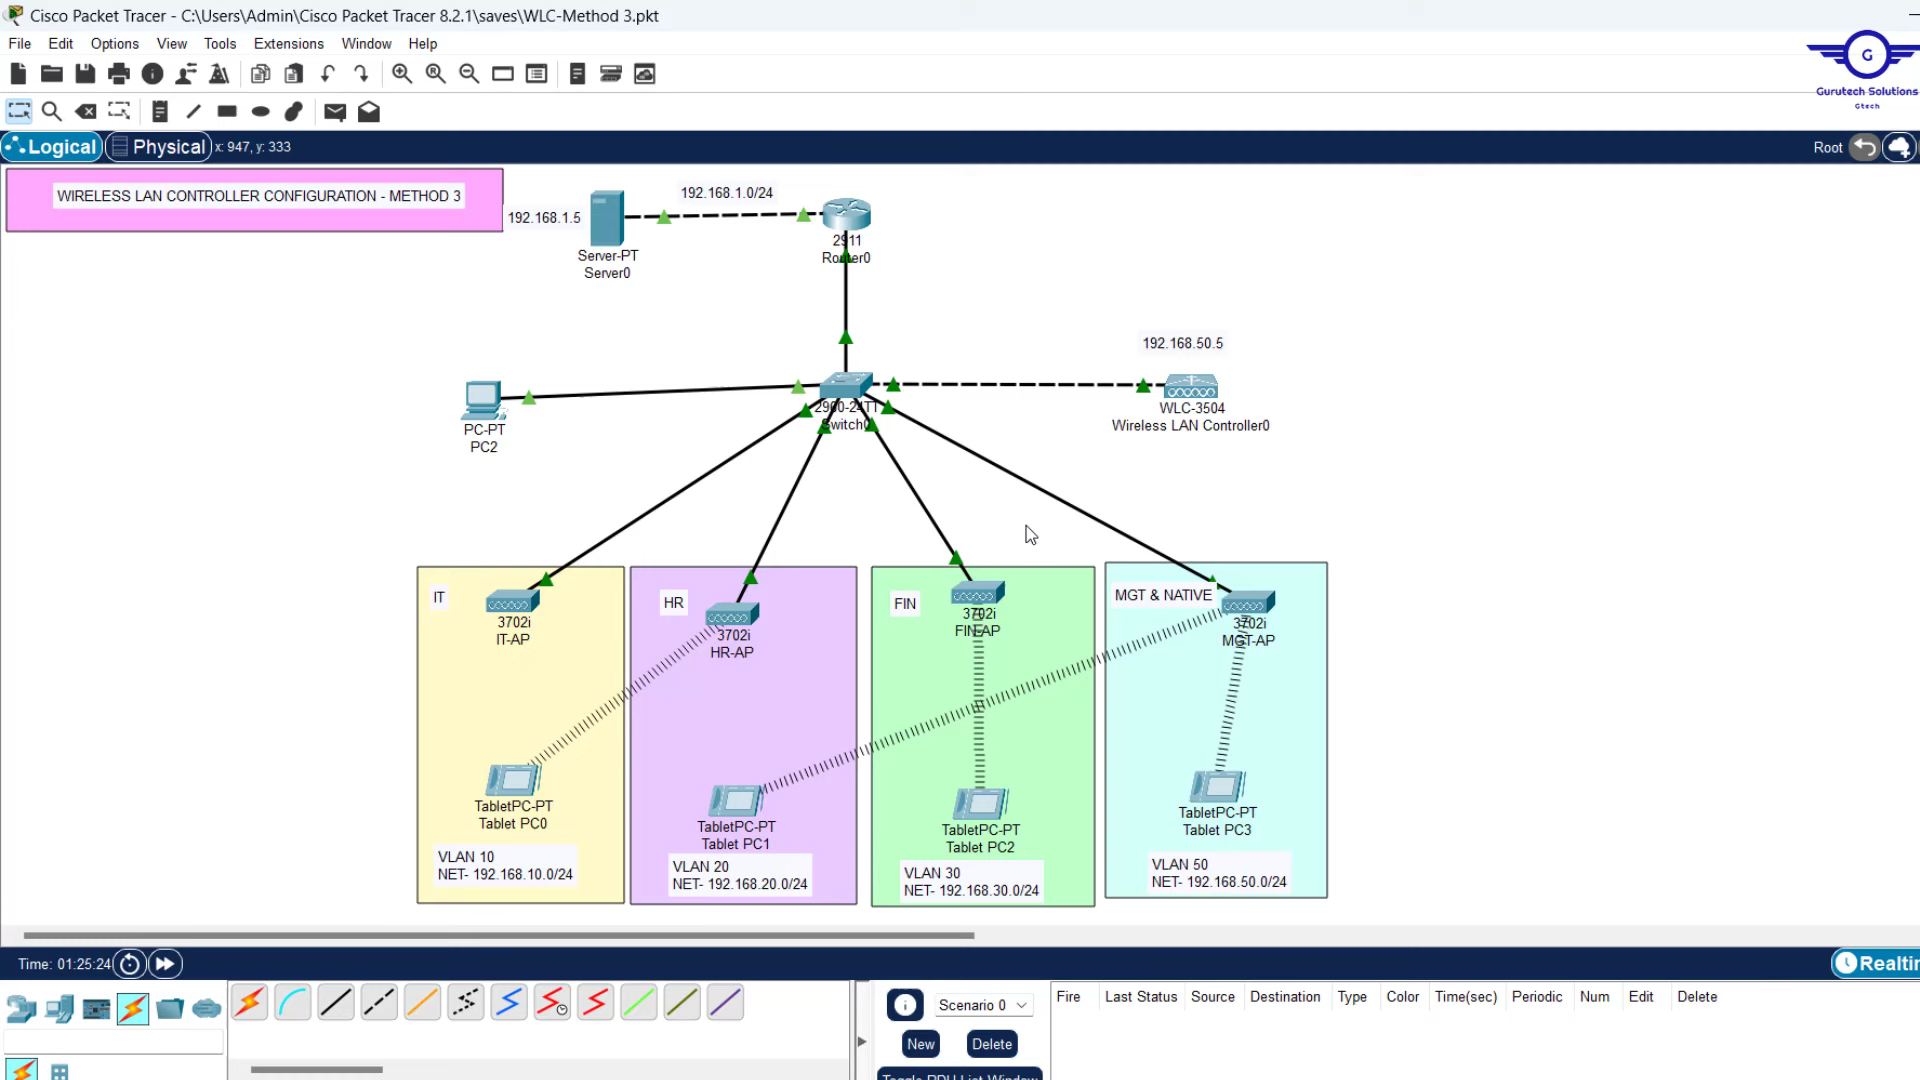 Cisco Packet Tracer - C:\Users\Admin\Cisco Packet Tracer 8.2.1\saves\WLC-Method 3.pkt
File Edit Options View Tools Extensions Window Help
G
Gurutech Solutions
Gtech
Logical Physical x: 947, y: 333
Root
WIRELESS LAN CONTROLLER CONFIGURATION - METHOD 3
192.168.1.5
192.168.1.0/24
Server-PT
Server0
2911
Router0
192.168.50.5
PC-PT
PC2
2960-24TT
Switch0
WLC-3504
Wireless LAN Controller0
IT
3702i
IT-AP
HR
3702i
HR-AP
FIN
3702i
FIN-AP
MGT & NATIVE
3702i
MGT-AP
TabletPC-PT
Tablet PC0
TabletPC-PT
Tablet PC1
TabletPC-PT
Tablet PC2
TabletPC-PT
Tablet PC3
VLAN 10
NET- 192.168.10.0/24
VLAN 20
NET- 192.168.20.0/24
VLAN 30
NET- 192.168.30.0/24
VLAN 50
NET- 192.168.50.0/24
Time: 01:25:24
Realtim
Scenario 0
New Delete
Toggle PDU List Window
Fire Last Status Source Destination Type Color Time(sec) Periodic Num Edit Delete